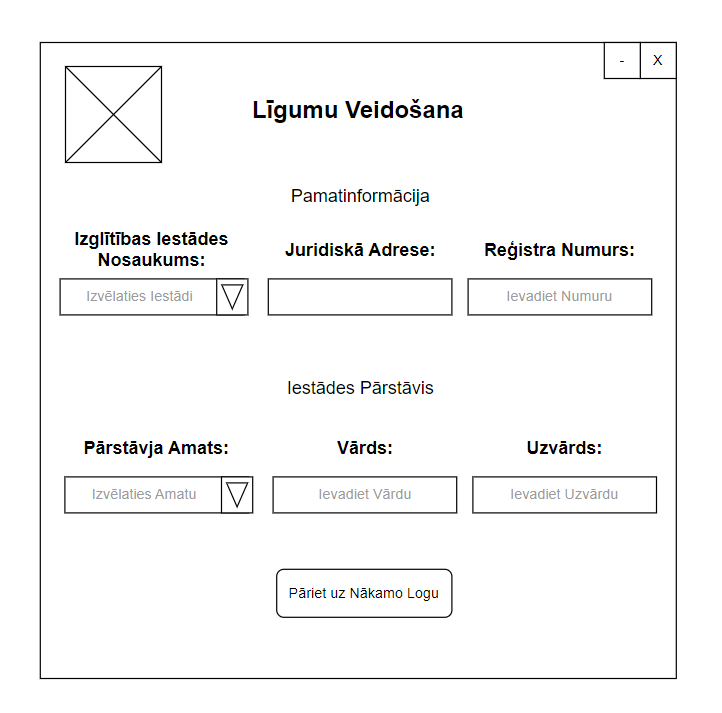 - X
Līgumu Veidošana
Pamatinformācija
Izglītības Iestādes
Nosaukums:
Juridiskā Adrese:
Reģistra Numurs:
Izvēlaties Iestādi
Ievadiet Numuru
Iestādes Pārstāvis
Pārstāvja Amats:
Vārds:
Uzvārds:
Izvēlaties Amatu
Ievadiet Vārdu
Ievadiet Uzvārdu
Pāriet uz Nākamo Logu